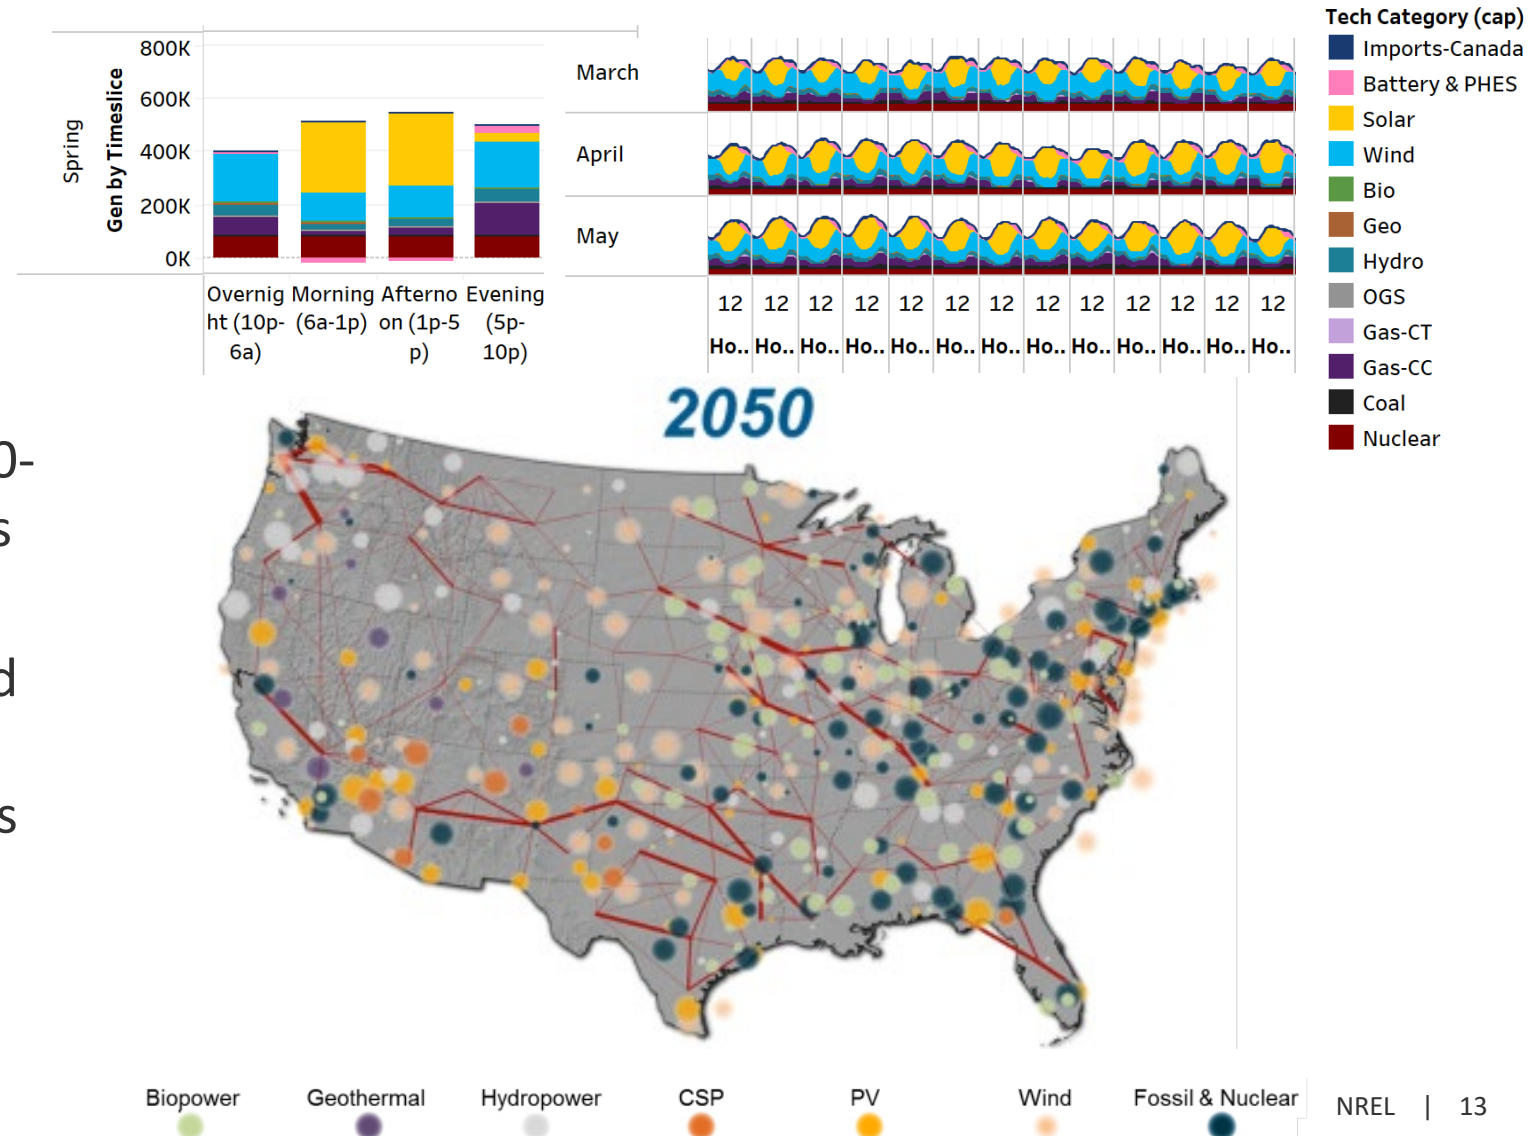 Tech Category (cap)
Imports-Canada
Battery & PHES
Solar
Wind
Bio
Geo
Hydro
OGS
Gas-CT
Gas-CC
Coal
Nuclear
Spring
Gen by Timeslice
800K
600K
400K
200K
0K
Overnig
ht (10p-
6a)
Morning
(6a-1p)
Afterno
on (1p-5
p)
Evening
(5p-
10p)
March
April
May
12 12 12 12 12 12 12 12 12 12 12 12 12
Ho.. Ho.. Ho.. Ho.. Ho.. Ho.. Ho.. Ho.. Ho.. Ho.. Ho.. Ho.. Ho..
0-
s
d
s
2050
Biopower Geothermal Hydropower CSP PV Wind Fossil & Nuclear
NREL | 13